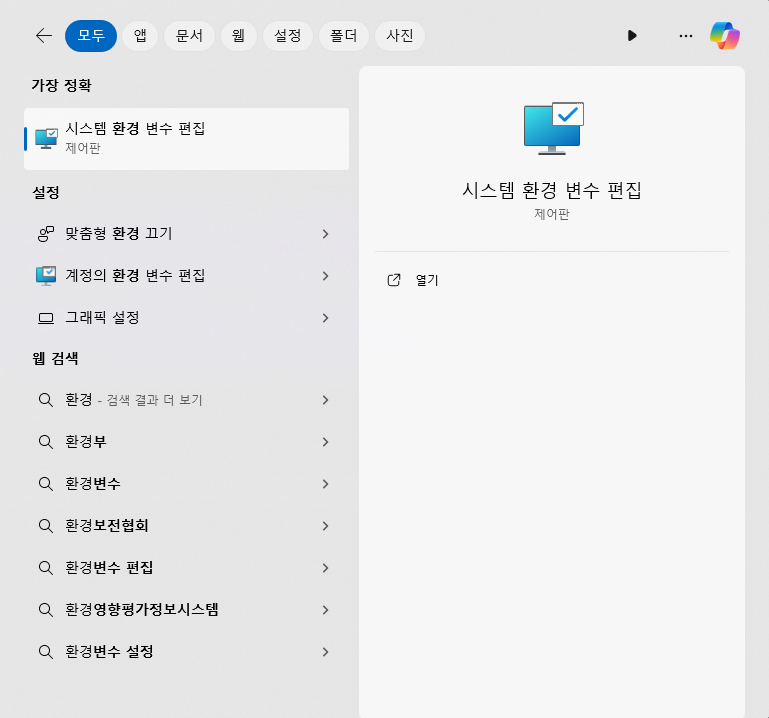 모두
앱
문서
웹
설정
폴더
사진
가장 정확
시스템 환경 변수 편집
제어판
설정
맞춤형 환경 끄기
계정의 환경 변수 편집
그래픽 설정
웹 검색
환경 - 검색 결과 더 보기
환경부
환경변수
환경보전협회
환경변수 편집
환경영향평가정보시스템
환경변수 설정
시스템 환경 변수 편집
제어판
열기